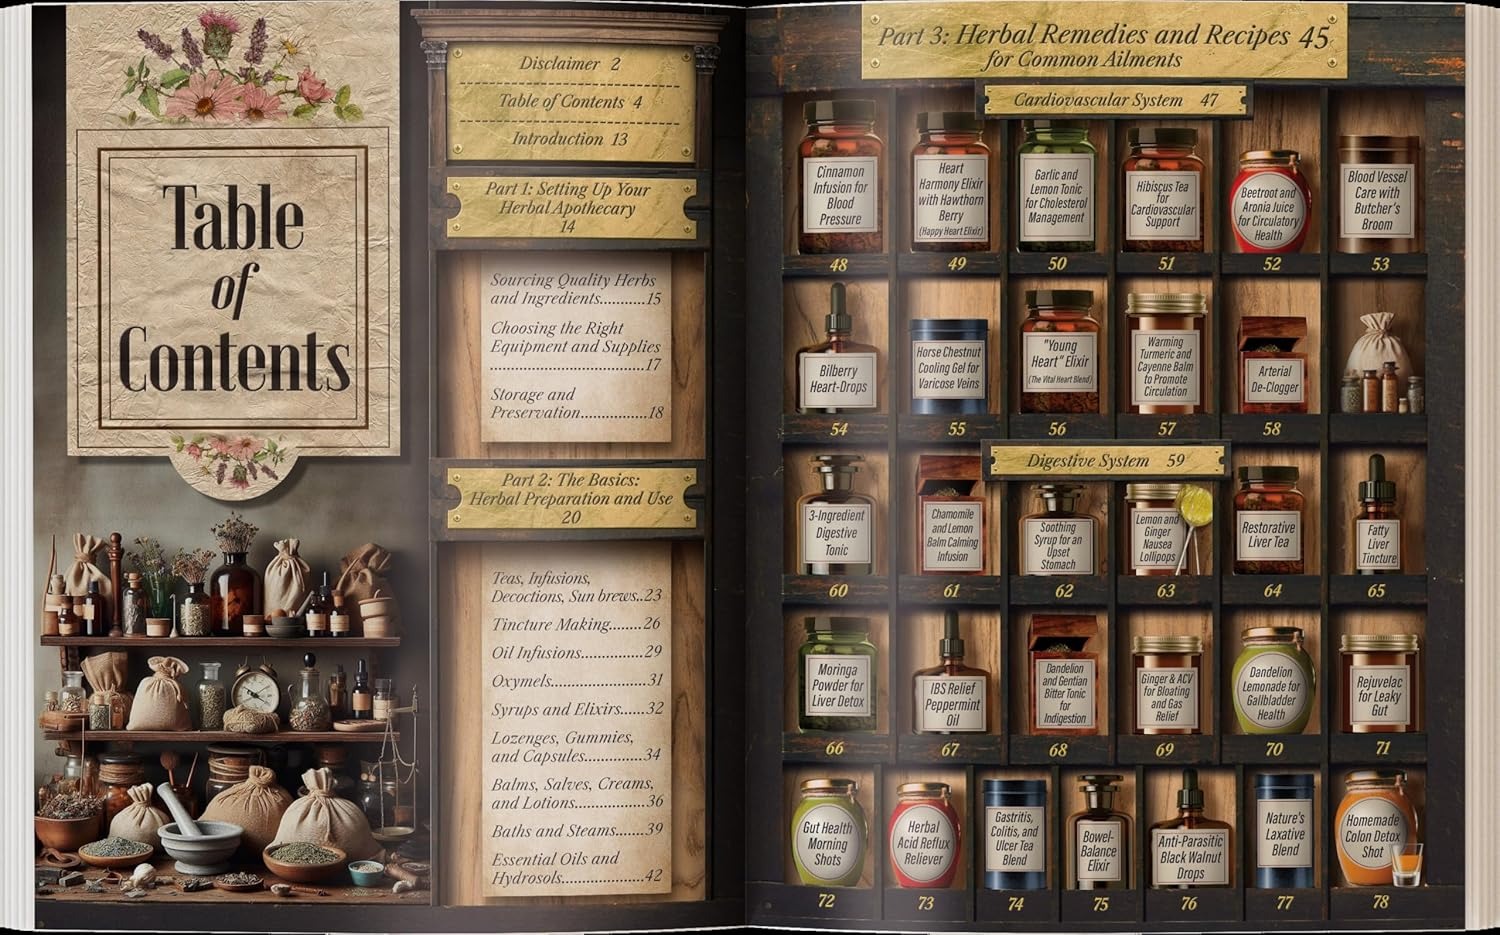 Table
of
Contents
Disclaimer 2
Table of Contents 4
Introduction 13
Part 1: Setting Up Your
Herbal Apothecary
14
Sourcing Quality Herbs
and Ingredients...........15
Choosing the Right
Equipment and Supplies
................................17
Storage and
Preservation..............18
Part 2: The Basics:
Herbal Preparation and Use
20
Teas, Infusions,
Decoctions, Sun brews..23
Tincture Making........26
Oil Infusions...............29
Oxymels.....................31
Syrups and Elixirs......32
Lozenges, Gummies,
and Capsules..............34
Balms, Salves, Creams,
and Lotions................36
Baths and Steams.......39
Essential Oils and
Hydrosols...................42
Part 3: Herbal Remedies and Recipes 45
for Common Ailments
Cardiovascular System 47
Cinnamon
Infusion for
Blood
Pressure
48
Heart
Harmony Elixir
with Hawthorn
Berry
(Happy Heart Elixir)
49
Garlic and
Lemon Tonic
for Cholesterol
Management
50
Hibiscus Tea
for
Cardiovascular
Support
51
Beetroot and
Aronia Juice
for Circulatory
Health
52
Blood Vessel
Care with
Butcher's
Broom
53
Bilberry
Heart-Drops
54
Horse Chestnut
Cooling Gel for
Varicose Veins
55
"Young
Heart" Elixir
(The Vital Heart Blend)
56
Warming
Turmeric and
Cayenne Balm
to Promote
Circulation
57
Arterial
De-Clogger
58
Digestive System 59
3-Ingredient
Digestive
Tonic
60
Chamomile
and Lemon
Balm Calming
Infusion
61
Soothing
Syrup for an
Upset
Stomach
62
Lemon and
Ginger
Nausea
Lollipops
63
Restorative
Liver Tea
64
Fatty
Liver
Tincture
65
Moringa
Powder for
Liver Detox
66
IBS Relief
Peppermint
Oil
67
Dandelion
and Gentian
Bitter Tonic
for
Indigestion
68
Ginger & ACV
for Bloating
and Gas
Relief
69
Dandelion
Lemonade for
Gallbladder
Health
70
Rejuvelac
for Leaky
Gut
71
Gut Health
Morning
Shots
72
Herbal
Acid Reflux
Reliever
73
Gastritis,
Colitis, and
Ulcer Tea
Blend
74
Bowel-
Balance
Elixir
75
Anti-Parasitic
Black Walnut
Drops
76
Nature's
Laxative
Blend
77
Homemade
Colon Detox
Shot
78